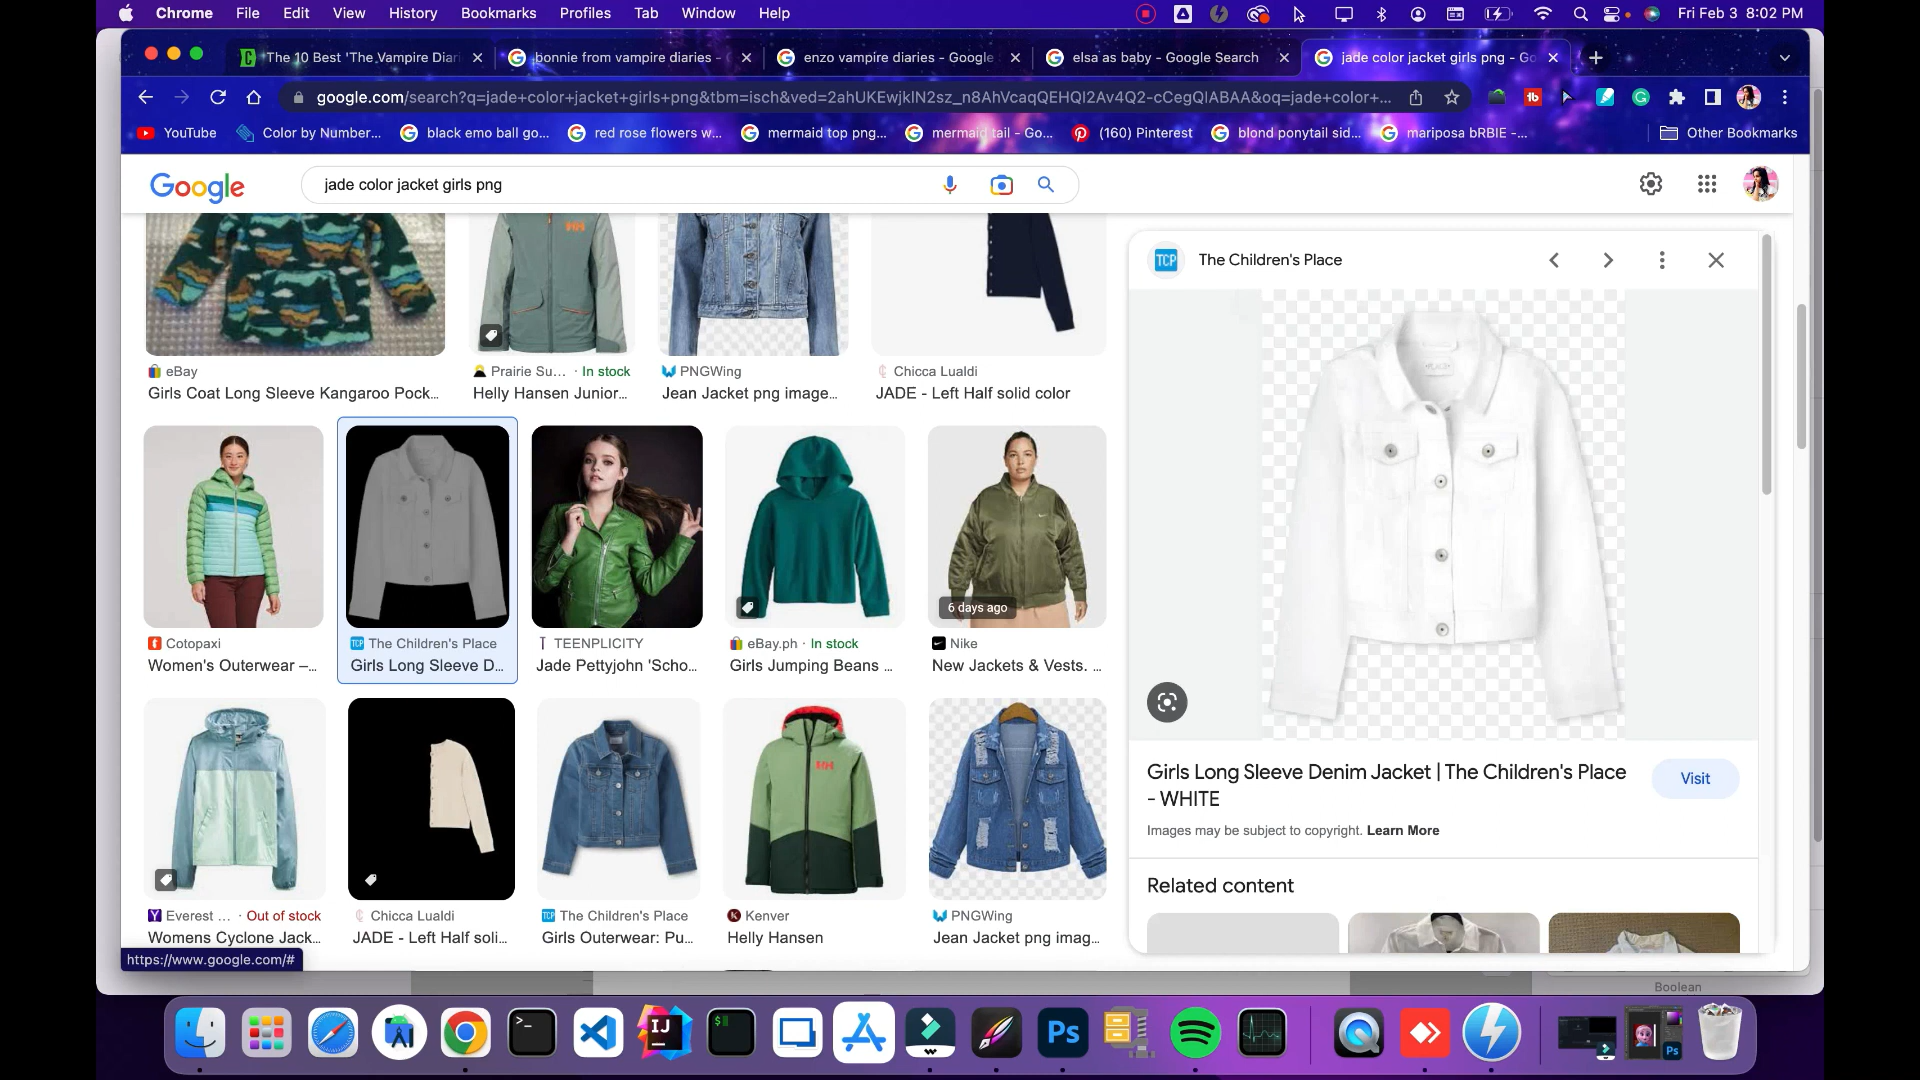 Chrome File Edit View History Bookmarks Profiles Tab Window Help Fri Feb 3 8:02 PM
The 10 Best 'The Vampire Diari
bonnie from vampire diaries -
enzo vampire diaries - Google
elsa as baby - Google Search
jade color jacket girls png - Go
google.com/search?q=jade+color+jacket+girls+png&tbm=isch&ved=2ahUKEwjklN2sz_n8AhVcaqQEHQI2Av4Q2-cCegQIABAA&oq=jade+color+...
YouTube
Color by Number...
black emo ball go...
red rose flowers w...
mermaid top png...
mermaid tail - Go...
(160) Pinterest
blond ponytail sid...
mariposa bRBIE -...
Other Bookmarks
Google
jade color jacket girls png
eBay
Girls Coat Long Sleeve Kangaroo Pock...
Prairie Su... · In stock
Helly Hansen Junior...
PNGWing
Jean Jacket png image...
Chicca Lualdi
JADE - Left Half solid color
Cotopaxi
Women's Outerwear –...
The Children's Place
Girls Long Sleeve D...
TEENPLICITY
Jade Pettyjohn 'Scho...
eBay.ph · In stock
Girls Jumping Beans ...
6 days ago
Nike
New Jackets & Vests. ...
Everest ... · Out of stock
Womens Cyclone Jack...
Chicca Lualdi
JADE - Left Half soli...
The Children's Place
Girls Outerwear: Pu...
HH
Kenver
Helly Hansen
PNGWing
Jean Jacket png imag...
https://www.google.com/#
TCP The Children's Place
Girls Long Sleeve Denim Jacket | The Children's Place
- WHITE
Visit
Images may be subject to copyright. Learn More
Related content
Boolean
Ps